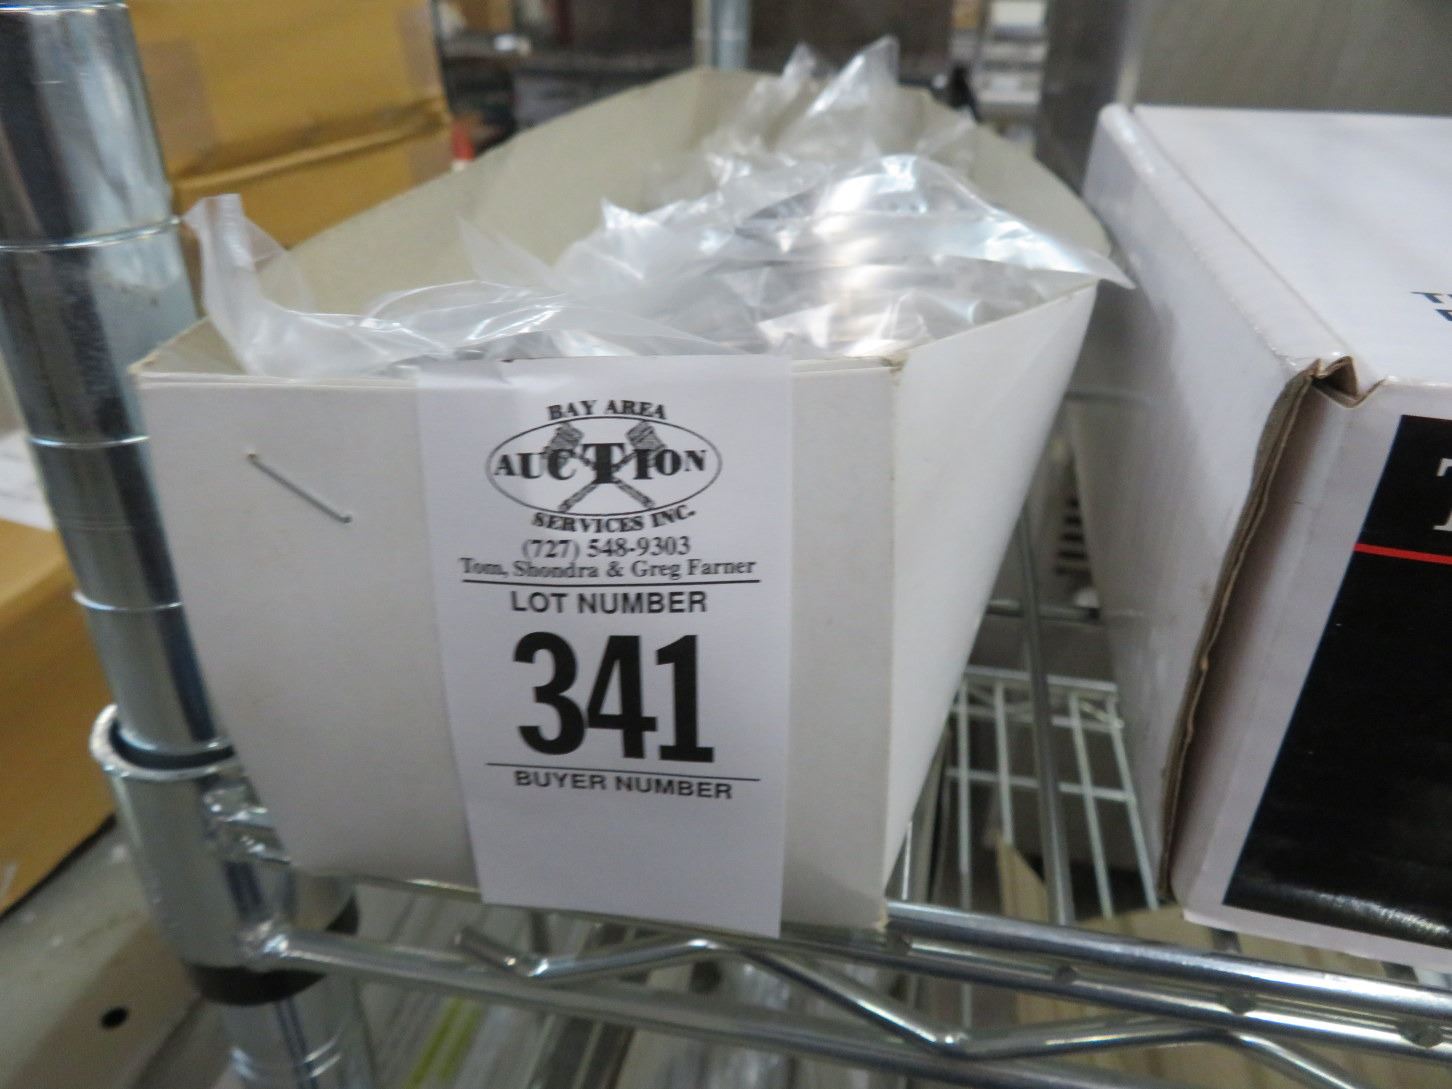 BAY AREA
AUCTION
SERVICES INC.
(727) 548-9303
Tom, Shondra & Greg Farner
LOT NUMBER
341
BUYER NUMBER